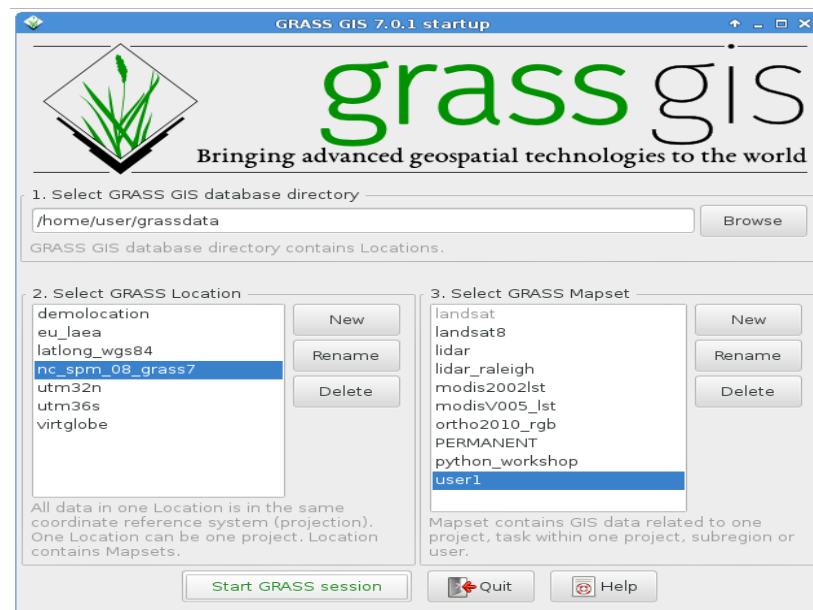 GRASS GIS 7.0.1 startup
grass gis
Bringing advanced geospatial technologies to the world
1. Select GRASS GIS database directory
/home/user/grassdata
Browse
GRASS GIS database directory contains Locations.
2. Select GRASS Location
demolocation
eu_laea
latlong_wgs84
nc_spm_08_grass7
utm32n
utm36s
virtglobe
New
Rename
Delete
All data in one Location is in the same
coordinate reference system (projection).
One Location can be one project. Location
contains Mapsets.
3. Select GRASS Mapset
landsat
landsat8
lidar
lidar_raleigh
modis2002lst
modisV005_lst
ortho2010_rgb
PERMANENT
python_workshop
user1
New
Rename
Delete
Mapset contains GIS data related to one
project, task within one project, subregion or
user.
Start GRASS session
Quit
Help